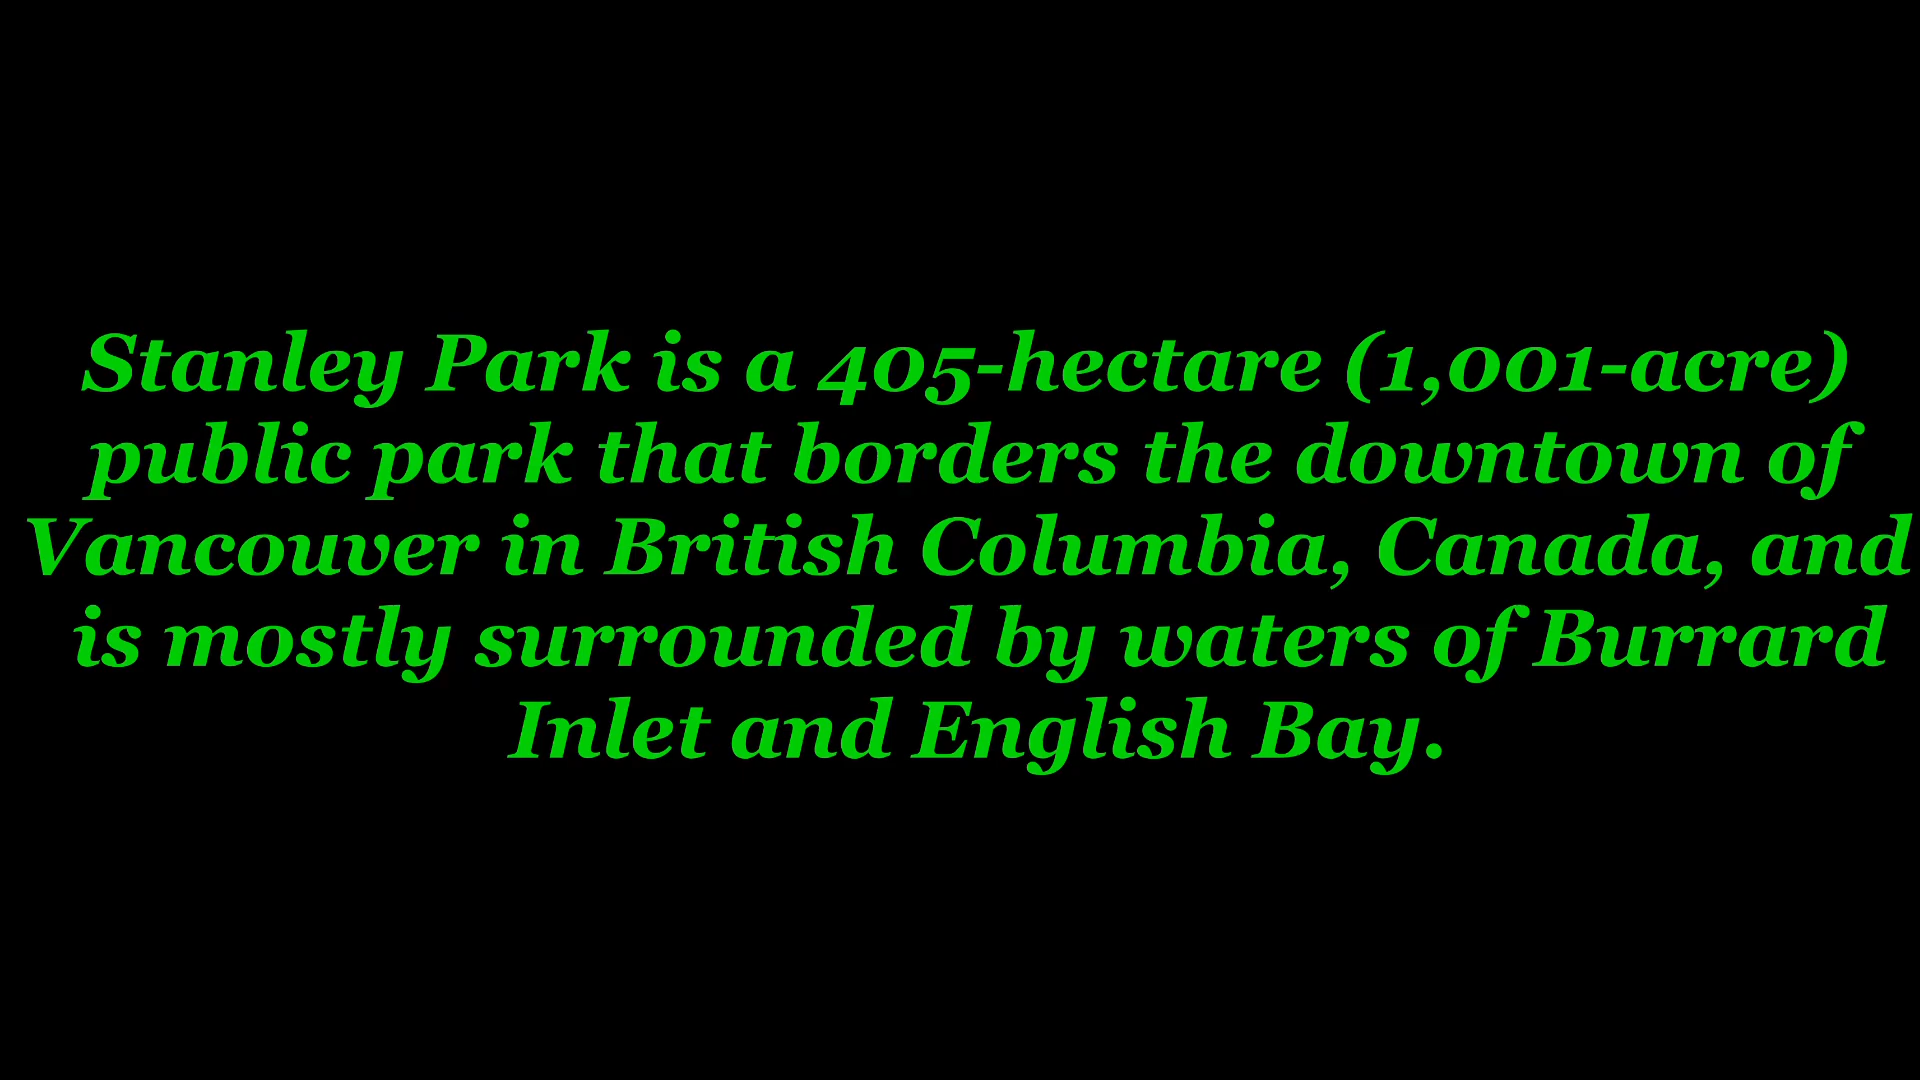 Stanley Park is a 405-hectare (1,001-acre)
public park that borders the downtown of
Vancouver in British Columbia, Canada, and
is mostly surrounded by waters of Burrard
Inlet and English Bay.